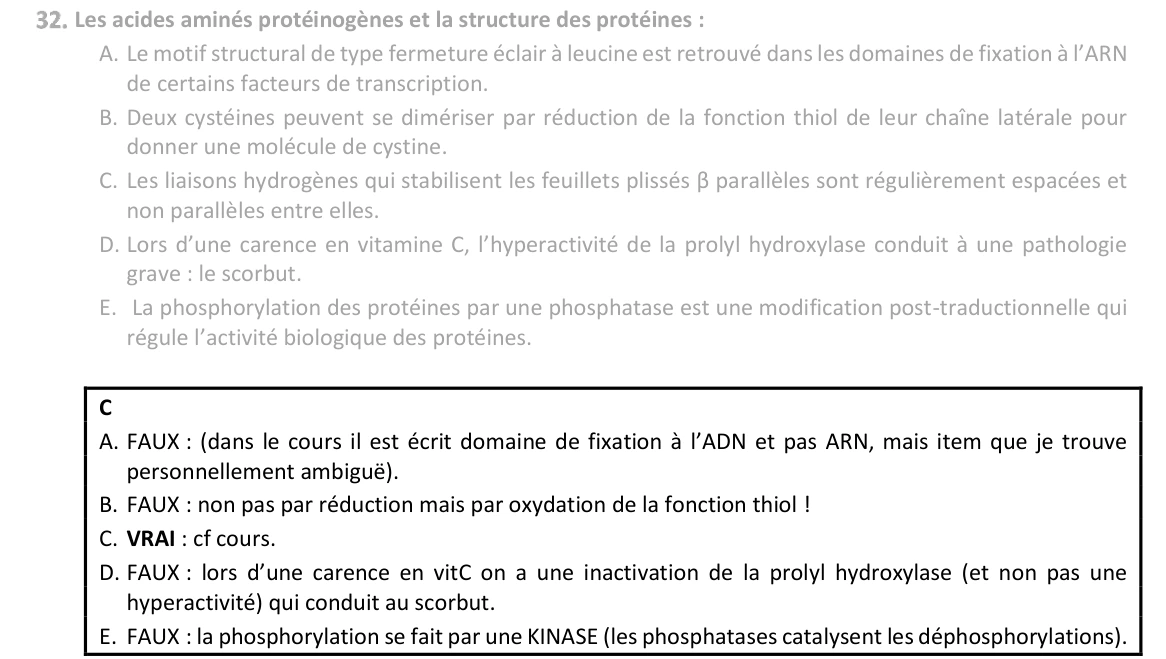 32. Les acides aminés protéinogènes et la structure des protéines :
A. Le motif structural de type fermeture éclair à leucine est retrouvé dans les domaines de fixation à l'ARN
de certains facteurs de transcription.
B. Deux cystéines peuvent se dimériser par réduction de la fonction thiol de leur chaîne latérale pour
donner une molécule de cystine.
C. Les liaisons hydrogènes qui stabilisent les feuillets plissés β parallèles sont régulièrement espacées et
non parallèles entre elles.
D. Lors d'une carence en vitamine C, l'hyperactivité de la prolyl hydroxylase conduit à une pathologie
grave : le scorbut.
E. La phosphorylation des protéines par une phosphatase est une modification post-traductionnelle qui
régule l'activité biologique des protéines.
C
A. FAUX : (dans le cours il est écrit domaine de fixation à l'ADN et pas ARN, mais item que je trouve
personnellement ambiguë).
B. FAUX : non pas par réduction mais par oxydation de la fonction thiol !
C. VRAI : cf cours.
D. FAUX : lors d'une carence en vitC on a une inactivation de la prolyl hydroxylase (et non pas une
hyperactivité) qui conduit au scorbut.
E. FAUX : la phosphorylation se fait par une KINASE (les phosphatases catalysent les déphosphorylations).